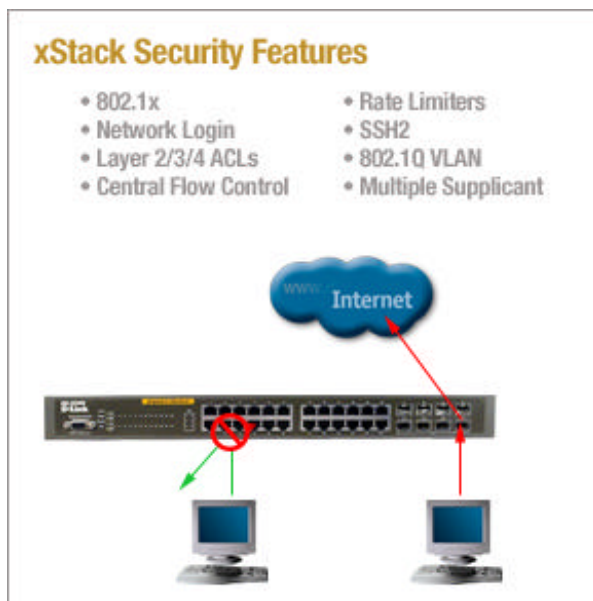 xStack Security Features
• 802.1x
• Network Login
• Layer 2/3/4 ACLs
• Central Flow Control
• Rate Limiters
• SSH2
• 802.1Q VLAN
• Multiple Supplicant
www.
Internet
D-Link